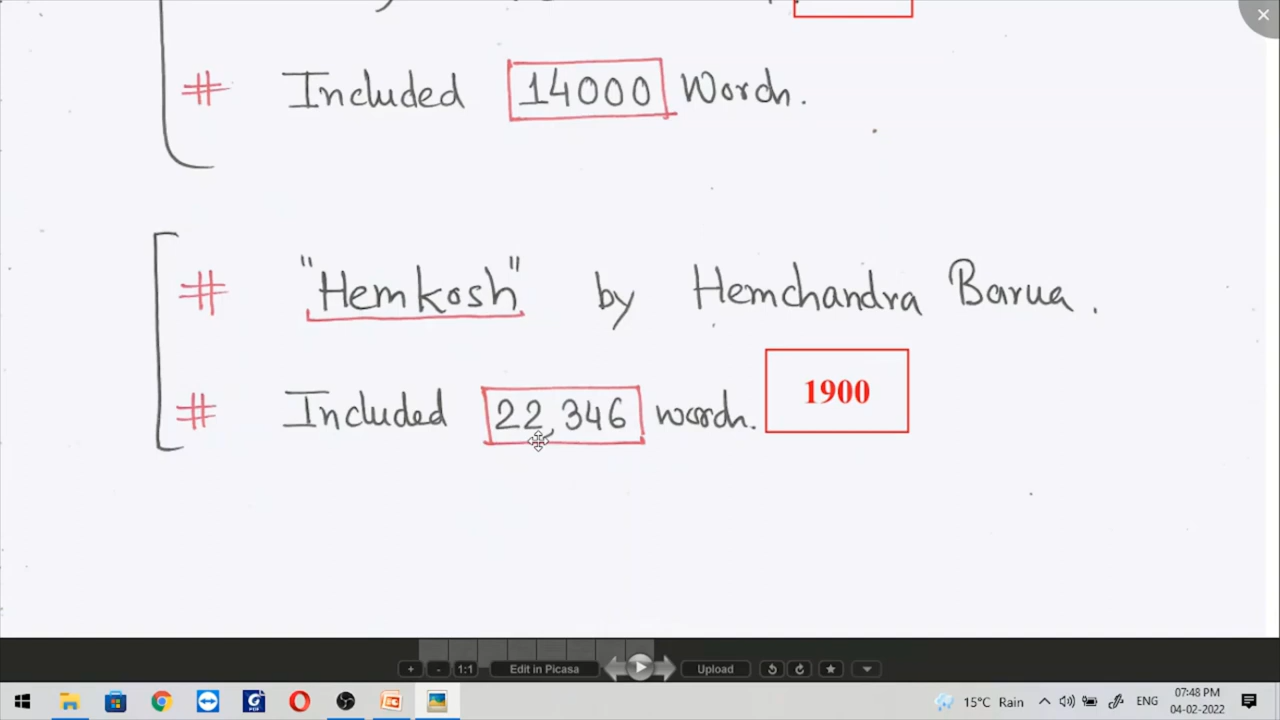 # Included 14000 Words.
# "Hemkosh" by Hemchandra Barua.
# Included 22,346 words. 1900
+ - 1:1 Edit in Picasa Upload
15°C Rain ENG 07:48 PM
04-02-2022